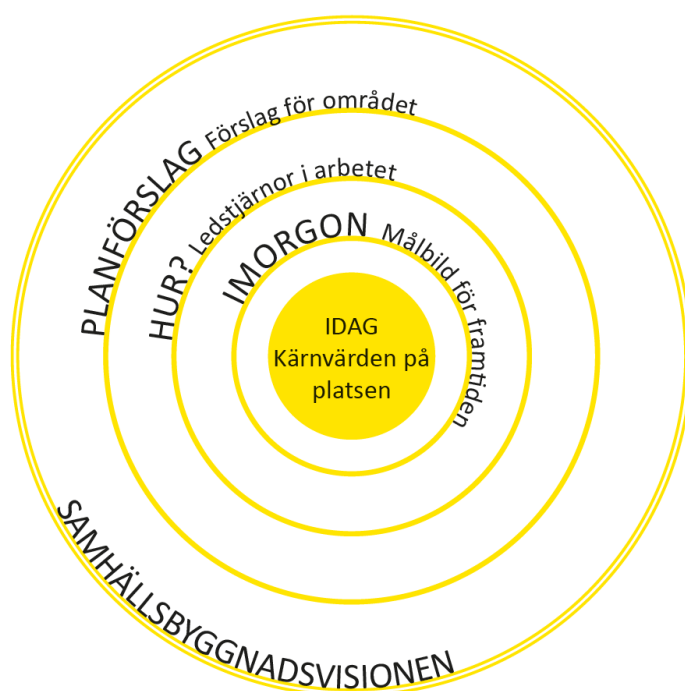 PLANFÖRSLAG Förslag för området
HUR? Ledstjärnor i arbetet
IMORGON Målbild för framtiden
IDAG
Kärnvärden på
platsen
SAMHÄLLSBYGGNADSVISIONEN